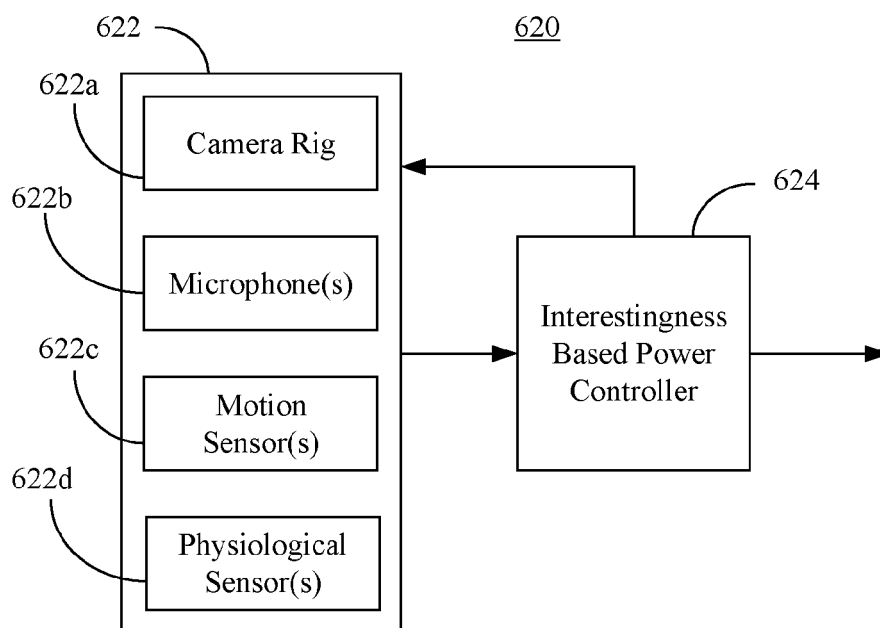 622
620
622a
Camera Rig
624
622b
Microphone(s)
Interestingness
Based Power
Controller
622c
Motion
Sensor(s)
622d
Physiological
Sensor(s)